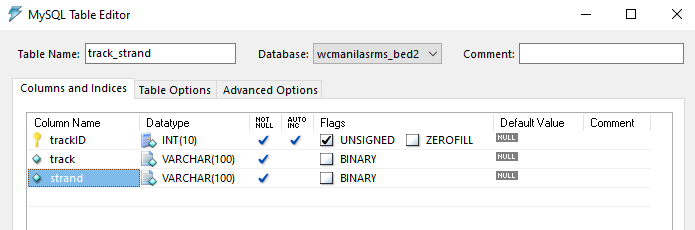 MySQL Table Editor
Table Name: track_strand Database: wcmanilasrms_bed2 Comment:
Columns and Indices Table Options Advanced Options
Column Name Datatype NOT NULL AUTO INC Flags Default Value Comment
trackID INT(10) UNSIGNED ZEROFILL NULL
track VARCHAR(100) BINARY NULL
strand VARCHAR(100) BINARY NULL